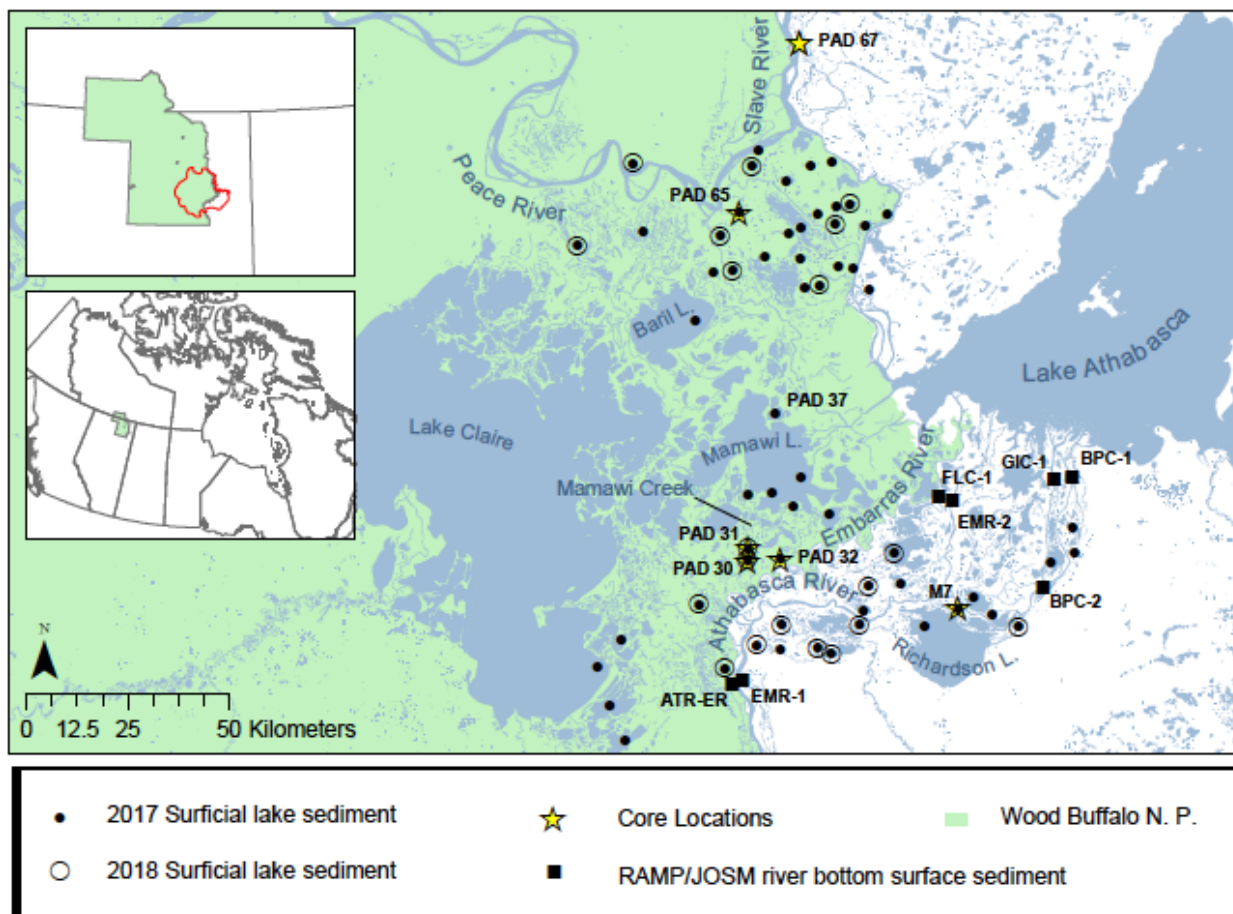 PAD 67
Slave River
Peace River
PAD 65
Baril L.
Lake Athabasca
PAD 37
Lake Claire
Mamawi L.
Mamawi Creek
Embarras River
GIC-1
BPC-1
FLC-1
EMR-2
PAD 31
PAD 30
PAD 32
Athabasca River
M7
BPC-2
Richardson L.
ATR-ER
EMR-1
N
0 12.5 25 50 Kilometers
2017 Surficial lake sediment
Core Locations
Wood Buffalo N. P.
2018 Surficial lake sediment
RAMP/JOSM river bottom surface sediment